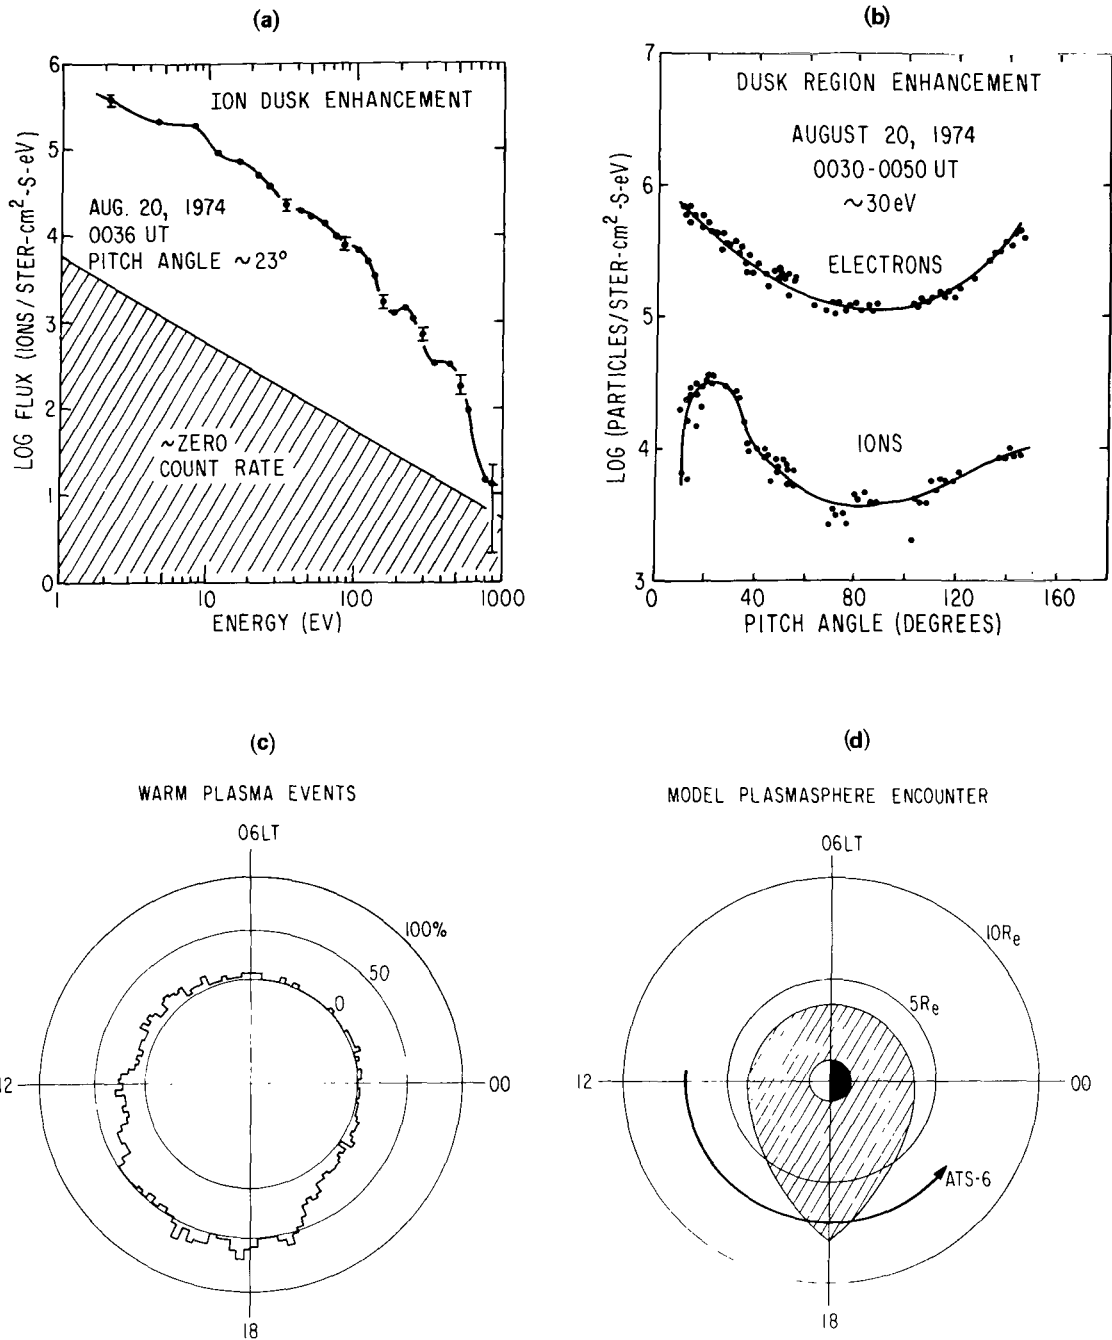 (a)
6
5
4
3
2
1
0
LOG FLUX (IONS/STER-cm²-S-eV)
ION DUSK ENHANCEMENT
AUG. 20, 1974
0036 UT
PITCH ANGLE ~23°
~ZERO
COUNT RATE
1 10 100 1000
ENERGY (EV)
(b)
7
6
5
4
3
LOG (PARTICLES/STER-cm²-S-eV)
DUSK REGION ENHANCEMENT
AUGUST 20, 1974
0030-0050 UT
~30eV
ELECTRONS
IONS
0 40 80 120 160
PITCH ANGLE (DEGREES)
(c)
WARM PLASMA EVENTS
06LT
100%
50
0
12
00
18
(d)
MODEL PLASMASPHERE ENCOUNTER
06LT
10Re
5Re
12
00
ATS-6
18